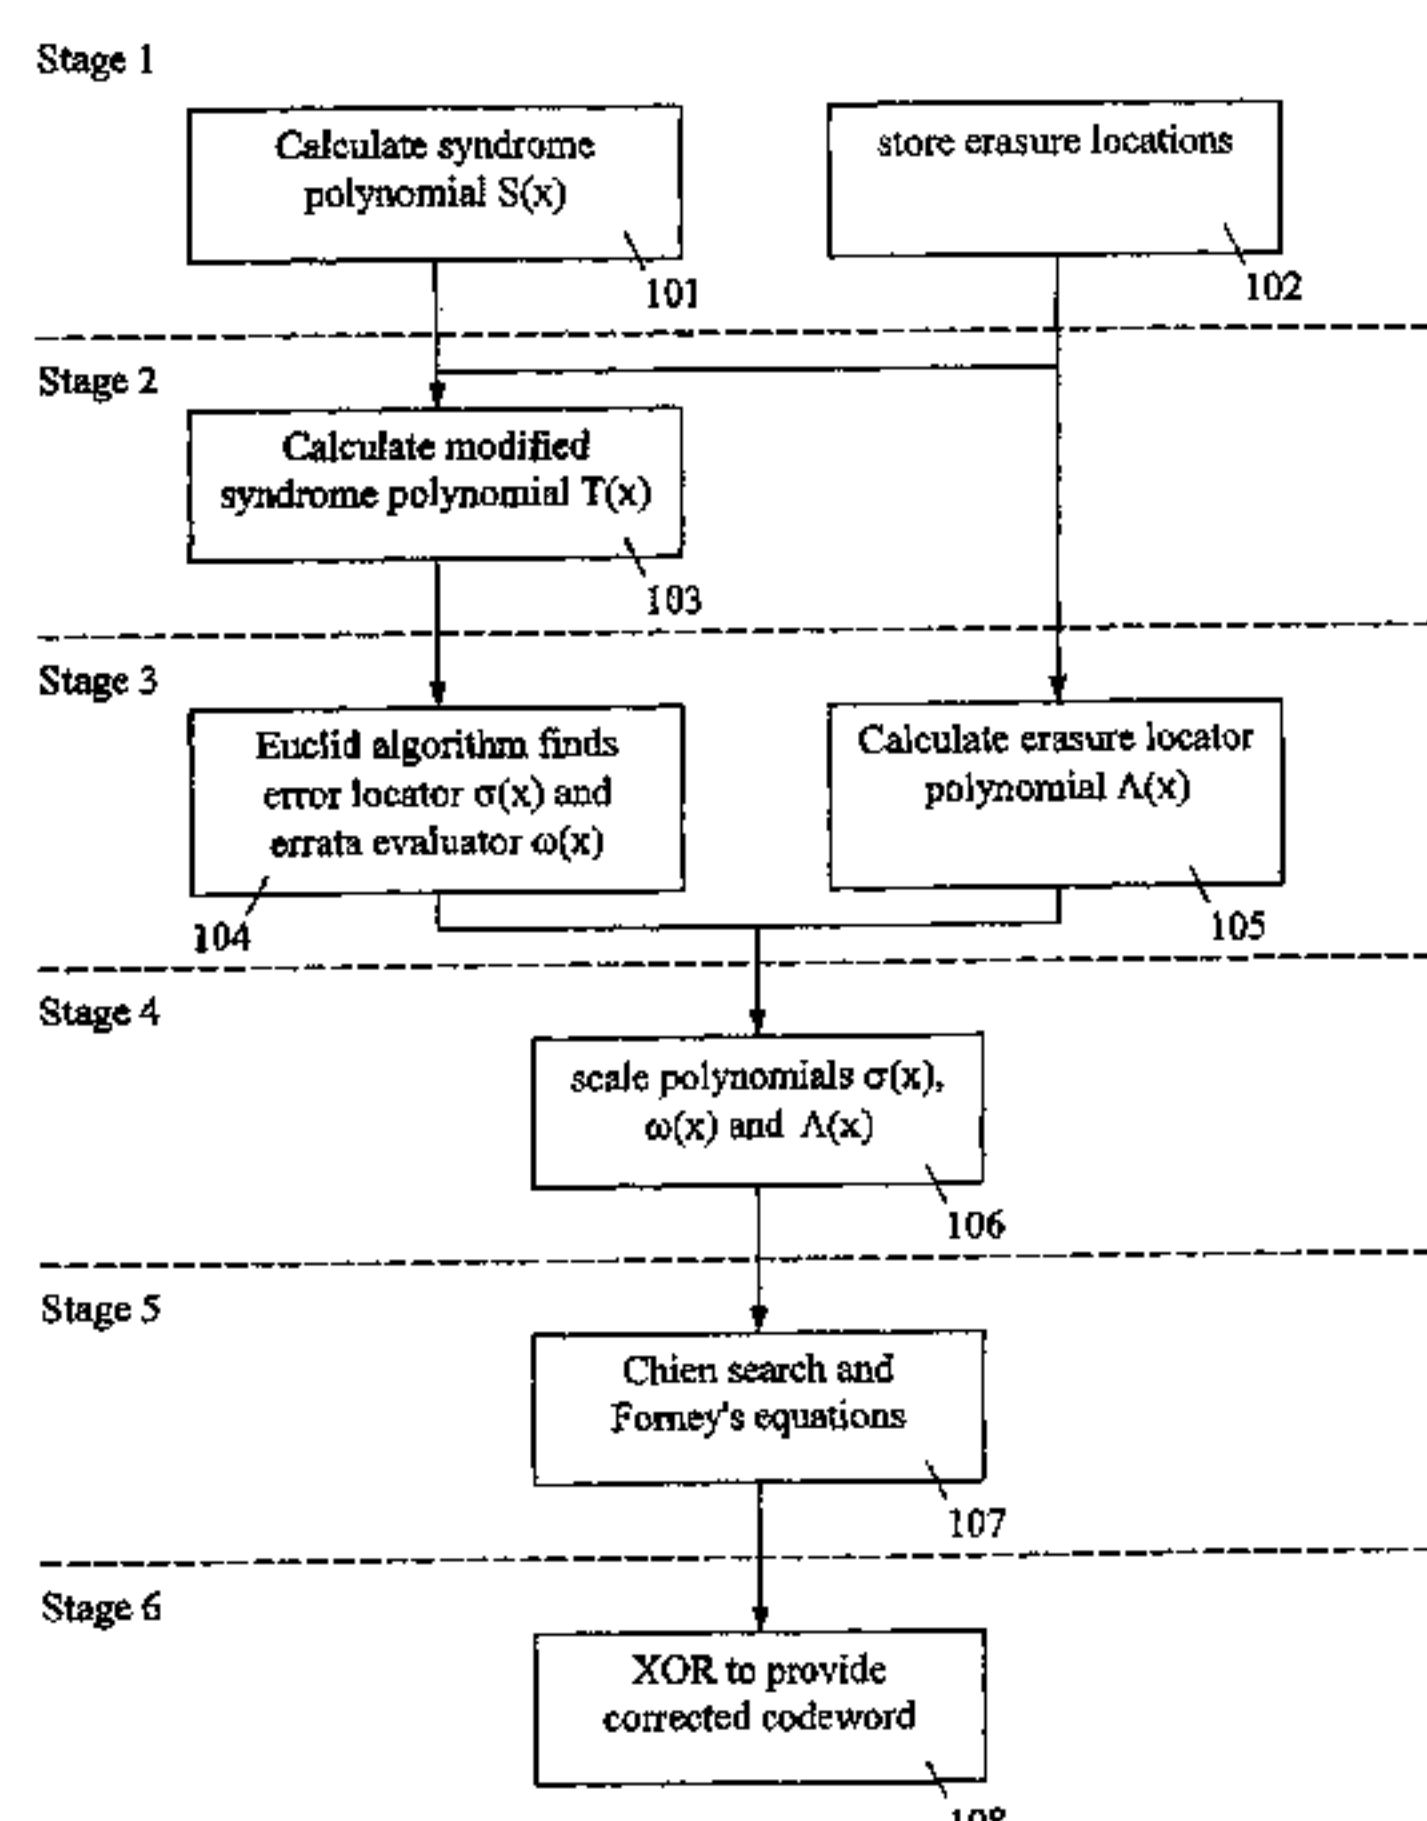 Stage 1
Calculate syndrome
polynomial S(x)
101
store erasure locations
102
Stage 2
Calculate modified
syndrome polynomial T(x)
103
Stage 3
Euclid algorithm finds
error locator σ(x) and
errata evaluator ω(x)
104
Calculate erasure locator
polynomial Λ(x)
105
Stage 4
scale polynomials σ(x),
ω(x) and Λ(x)
106
Stage 5
Chien search and
Forney's equations
107
Stage 6
XOR to provide
corrected codeword
108